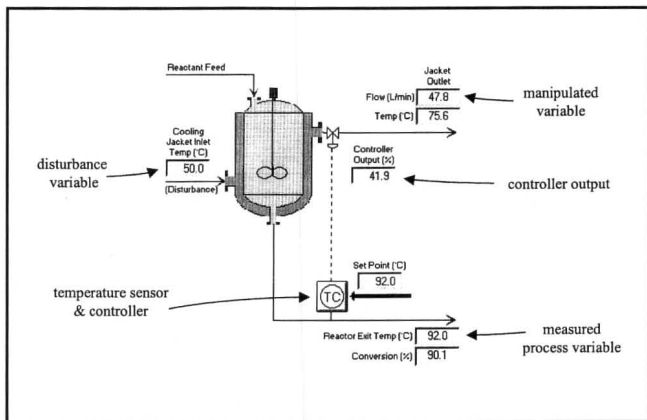 Reactant Feed
Jacket
Outlet
Flow (L/min) 47.8
Temp (°C) 75.6
manipulated
variable
Cooling
Jacket Inlet
Temp (°C)
50.0
(Disturbance)
disturbance
variable
Controller
Output (%)
41.9
controller output
Set Point (°C)
92.0
TC
temperature sensor
& controller
Reactor Exit Temp (°C) 92.0
Conversion (%) 90.1
measured
process variable